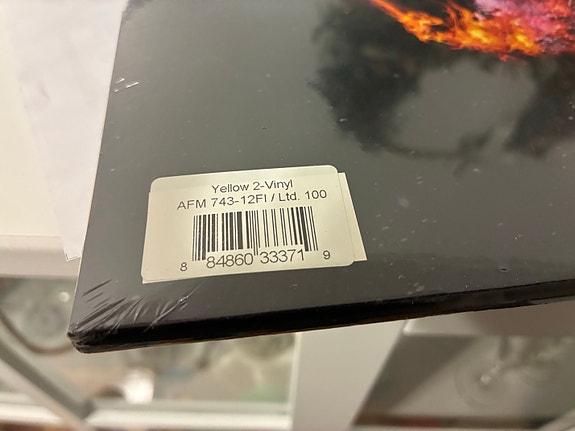 Yellow 2-Vinyl
AFM 743-12FI / Ltd. 100
8 84860 33371 9